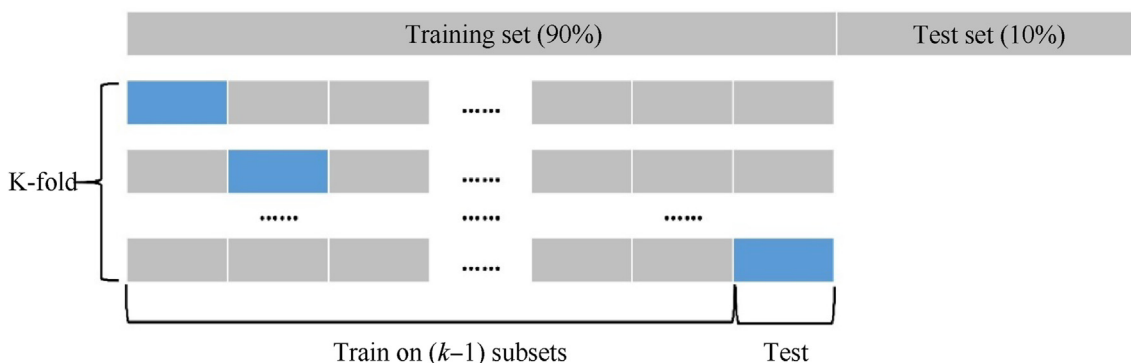 Training set (90%)
Test set (10%)
......
K-fold
......
...... ...... ......
......
Train on (k–1) subsets
Test